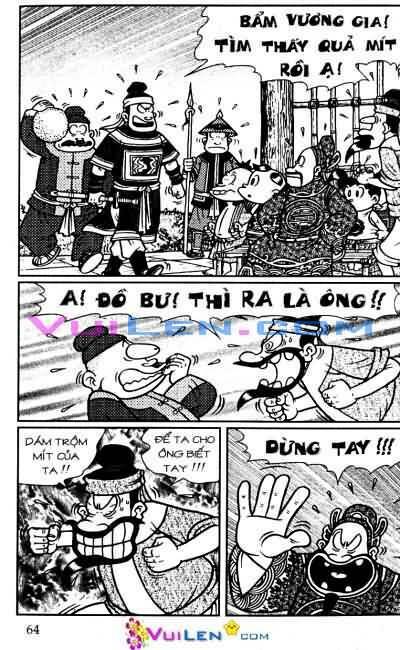 BẨM VƯƠNG GIA!
TÌM THẤY QUẢ MÍT
RỒI Ạ!
A! ĐỒ BƯ! THÌ RA LÀ ÔNG!!
VUILEN.COM
DÁM TRỘM
MÍT CỦA
TA!!
ĐỂ TA CHO
ÔNG BIẾT
TAY!!!
DỪNG TAY!!!
64
VUILEN COM